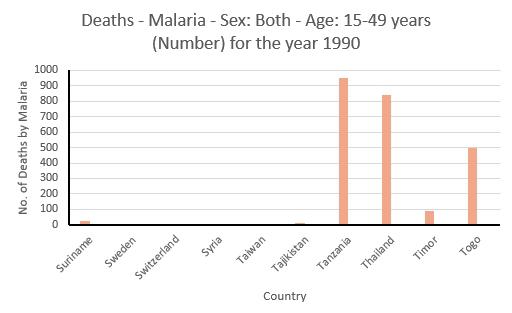 Deaths - Malaria - Sex: Both - Age: 15-49 years
(Number) for the year 1990
No. of Deaths by Malaria
1000
900
800
700
600
500
400
300
200
100
0
Suriname
Sweden
Switzerland
Syria
Taiwan
Tajikistan
Tanzania
Thailand
Timor
Togo
Country